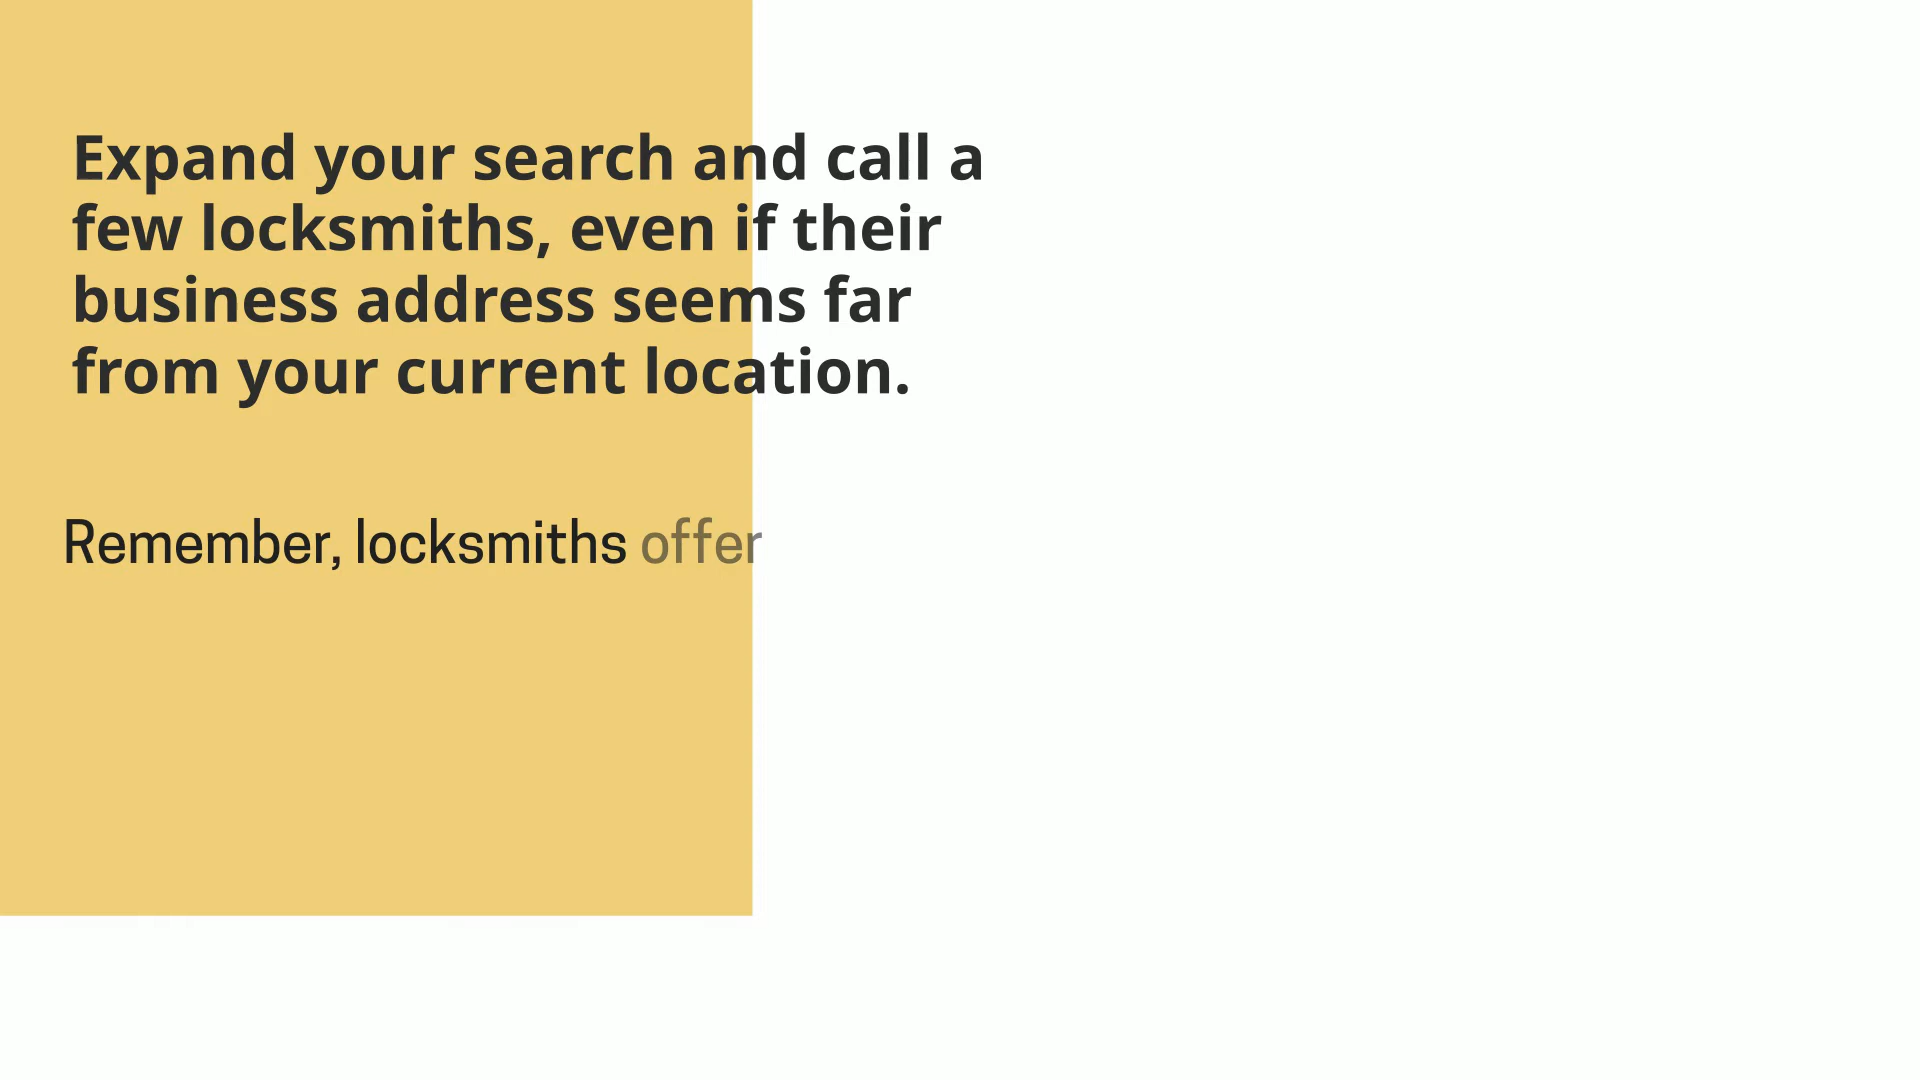 Expand your search and call a
few locksmiths, even if their
business address seems far
from your current location.
Remember, locksmiths offer